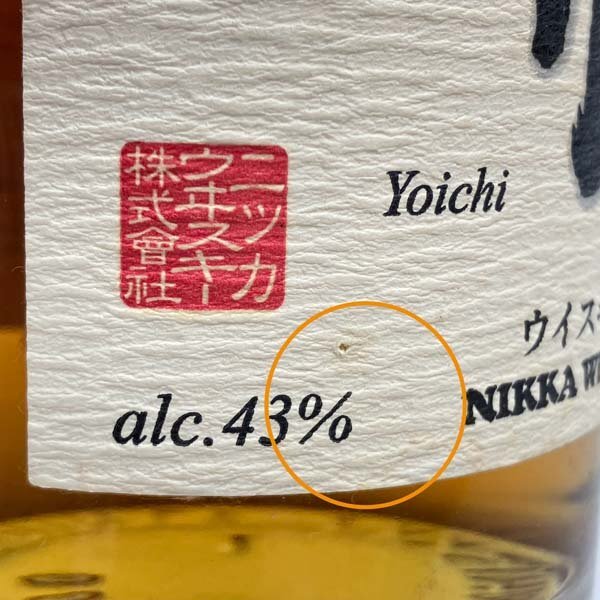 ニッカ
ウヰスキー
株式會社
Yoichi
ウイス
alc.43%
NIKKA